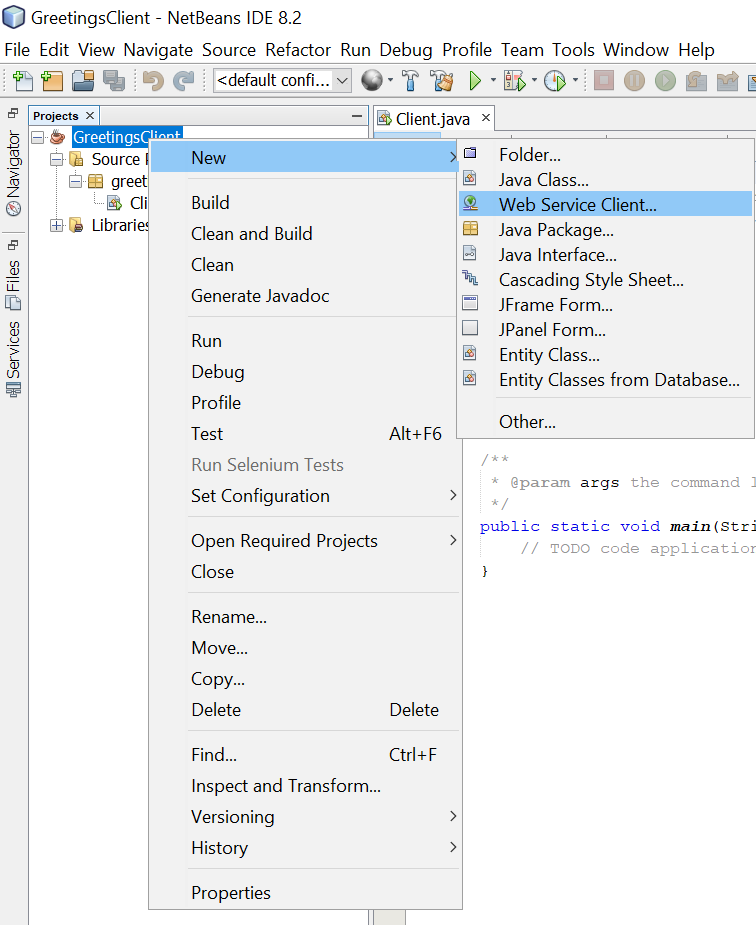 GreetingsClient - NetBeans IDE 8.2
File Edit View Navigate Source Refactor Run Debug Profile Team Tools Window Help
<default confi...
Projects
Client.java
Navigator
Files
Services
GreetingsClient
Source
greet
Cli
Libraries
New
Build
Clean and Build
Clean
Generate Javadoc
Run
Debug
Profile
Test Alt+F6
Run Selenium Tests
Set Configuration
Open Required Projects
Close
Rename...
Move...
Copy...
Delete Delete
Find... Ctrl+F
Inspect and Transform...
Versioning
History
Properties
Folder...
Java Class...
Web Service Client...
Java Package...
Java Interface...
Cascading Style Sheet...
JFrame Form...
JPanel Form...
Entity Class...
Entity Classes from Database...
Other...
/**
* @param args the command l
*/
public static void main(Stri
// TODO code application
}